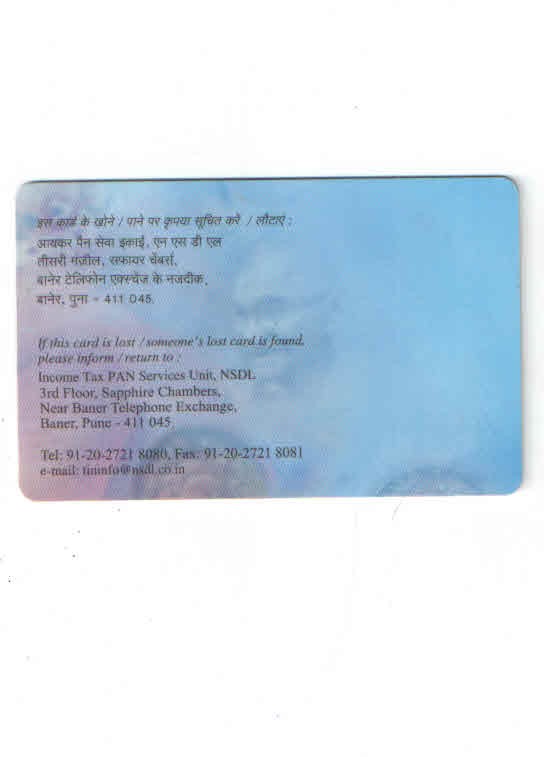 इस कार्ड के खोने / पाने पर कृपया सूचित करें / लौटाएं :
आयकर पैन सेवा इकाई, एन एस डी एल
तीसरी मंज़ील, सफायर चेंबर्स,
बानेर टेलिफोन एक्स्चेंज के नजदीक,
बानेर, पुना - 411 045.
If this card is lost / someone's lost card is found,
please inform / return to :
Income Tax PAN Services Unit, NSDL
3rd Floor, Sapphire Chambers,
Near Baner Telephone Exchange,
Baner, Pune - 411 045
Tel: 91-20-2721 8080, Fax: 91-20-2721 8081
e-mail: tininfo@nsdl.co.in